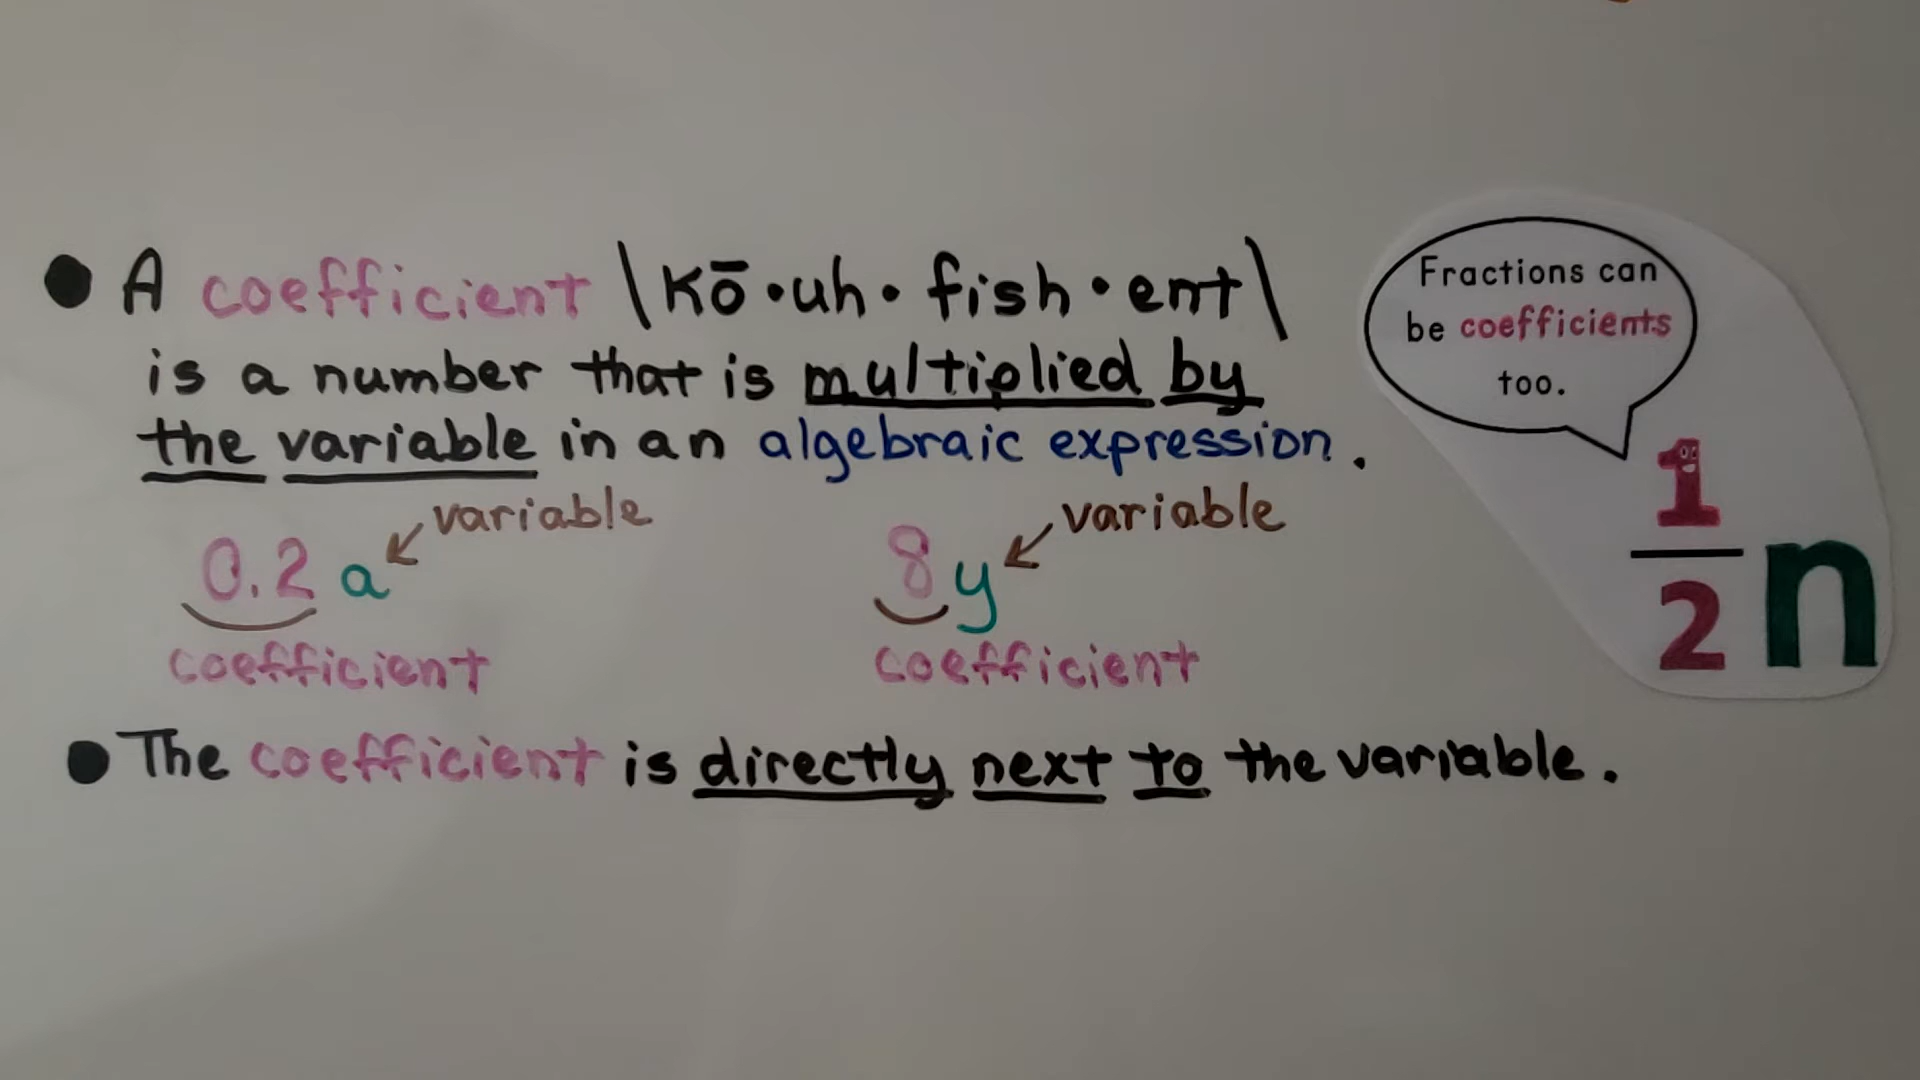 ● A coefficient \kō·uh·fish·ent\
is a number that is multiplied by
the variable in an algebraic expression.
variable
0.2a
coefficient
variable
8y
coefficient
● The coefficient is directly next to the variable.
Fractions can
be coefficients
too.
1
2
n